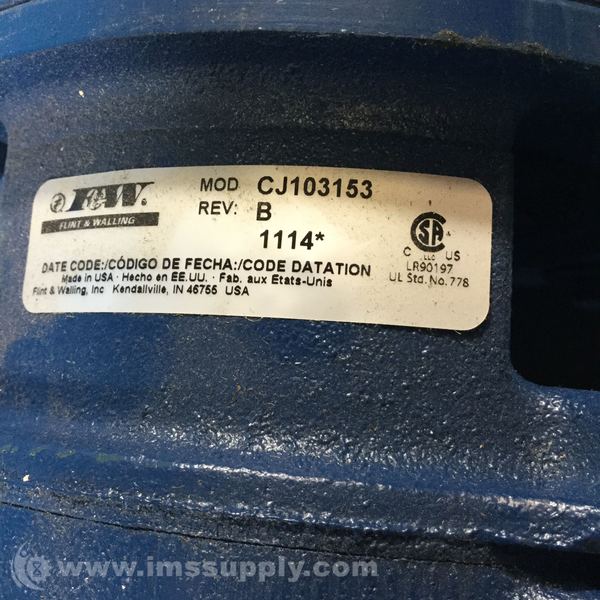 F&W.
FLINT & WALLING
MOD CJ103153
REV: B
1114*
DATE CODE:/CÓDIGO DE FECHA:/CODE DATATION
Made in USA · Hecho en EE.UU. · Fab. aux Etats-Unis
Flint & Walling, Inc Kendallville, IN 46755 USA
SA
C US
LR90197
UL Std. No. 778
www.imssupply.com